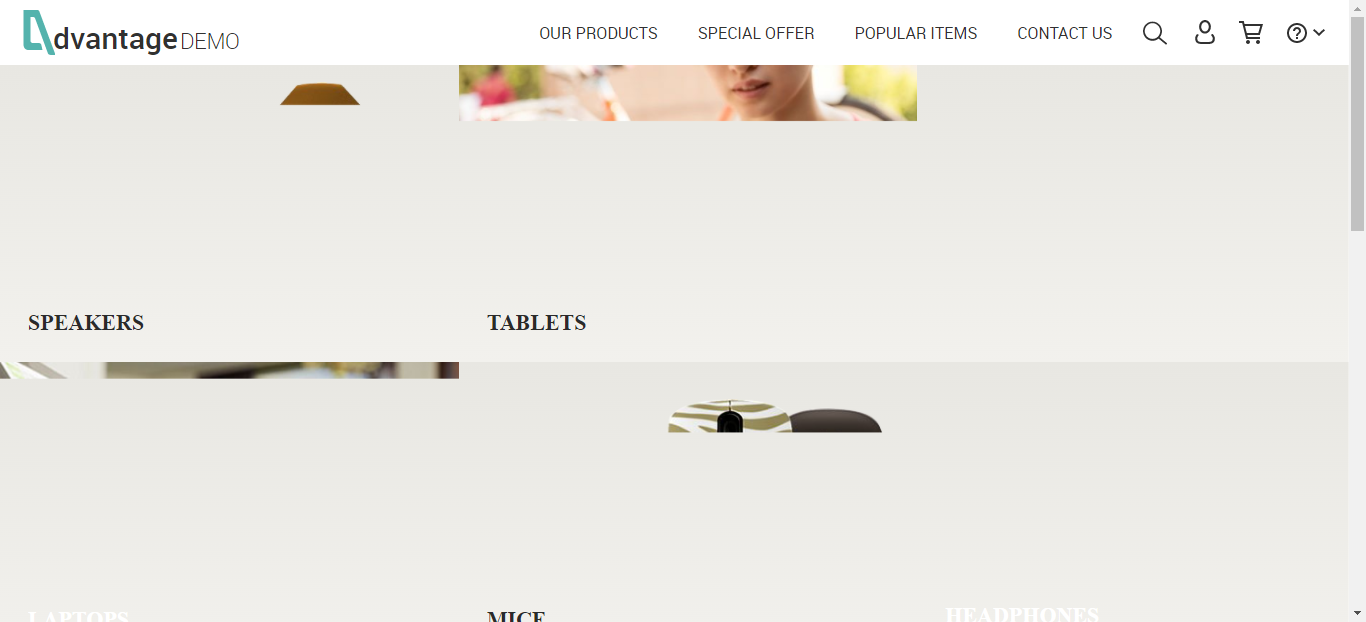 dvantage DEMO
OUR PRODUCTS SPECIAL OFFER POPULAR ITEMS CONTACT US
SPEAKERS
TABLETS
LAPTOPS
MICE
HEADPHONES